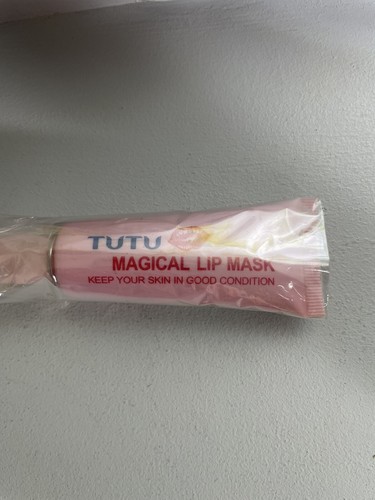 TUTU
MAGICAL LIP MASK
KEEP YOUR SKIN IN GOOD CONDITION